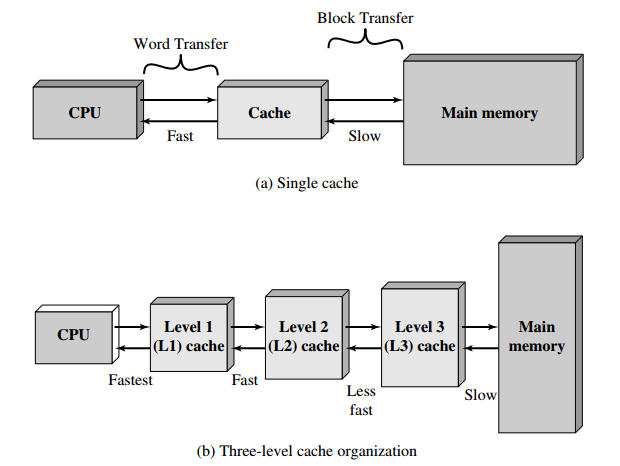 Block Transfer
Word Transfer
CPU
Cache
Main memory
Fast
Slow
(a) Single cache
CPU
Level 1
(L1) cache
Level 2
(L2) cache
Level 3
(L3) cache
Main
memory
Fastest
Fast
Less
fast
Slow
(b) Three-level cache organization